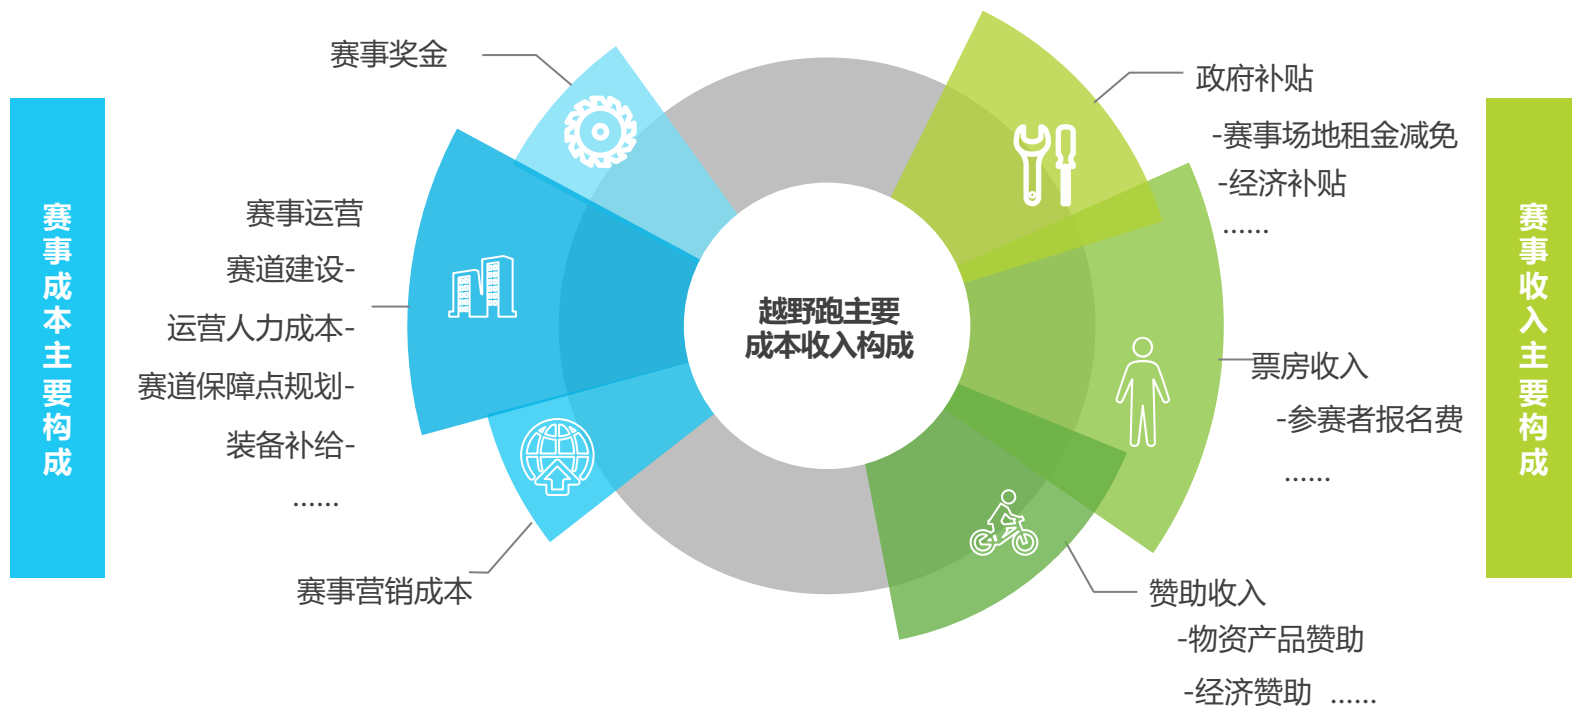 赛事成本主要构成
赛事奖金
赛事运营
赛道建设-
运营人力成本-
赛道保障点规划-
装备补给-
......
赛事营销成本
越野跑主要
成本收入构成
政府补贴
-赛事场地租金减免
-经济补贴
......
票房收入
-参赛者报名费
......
赞助收入
-物资产品赞助
-经济赞助 ......
赛事收入主要构成